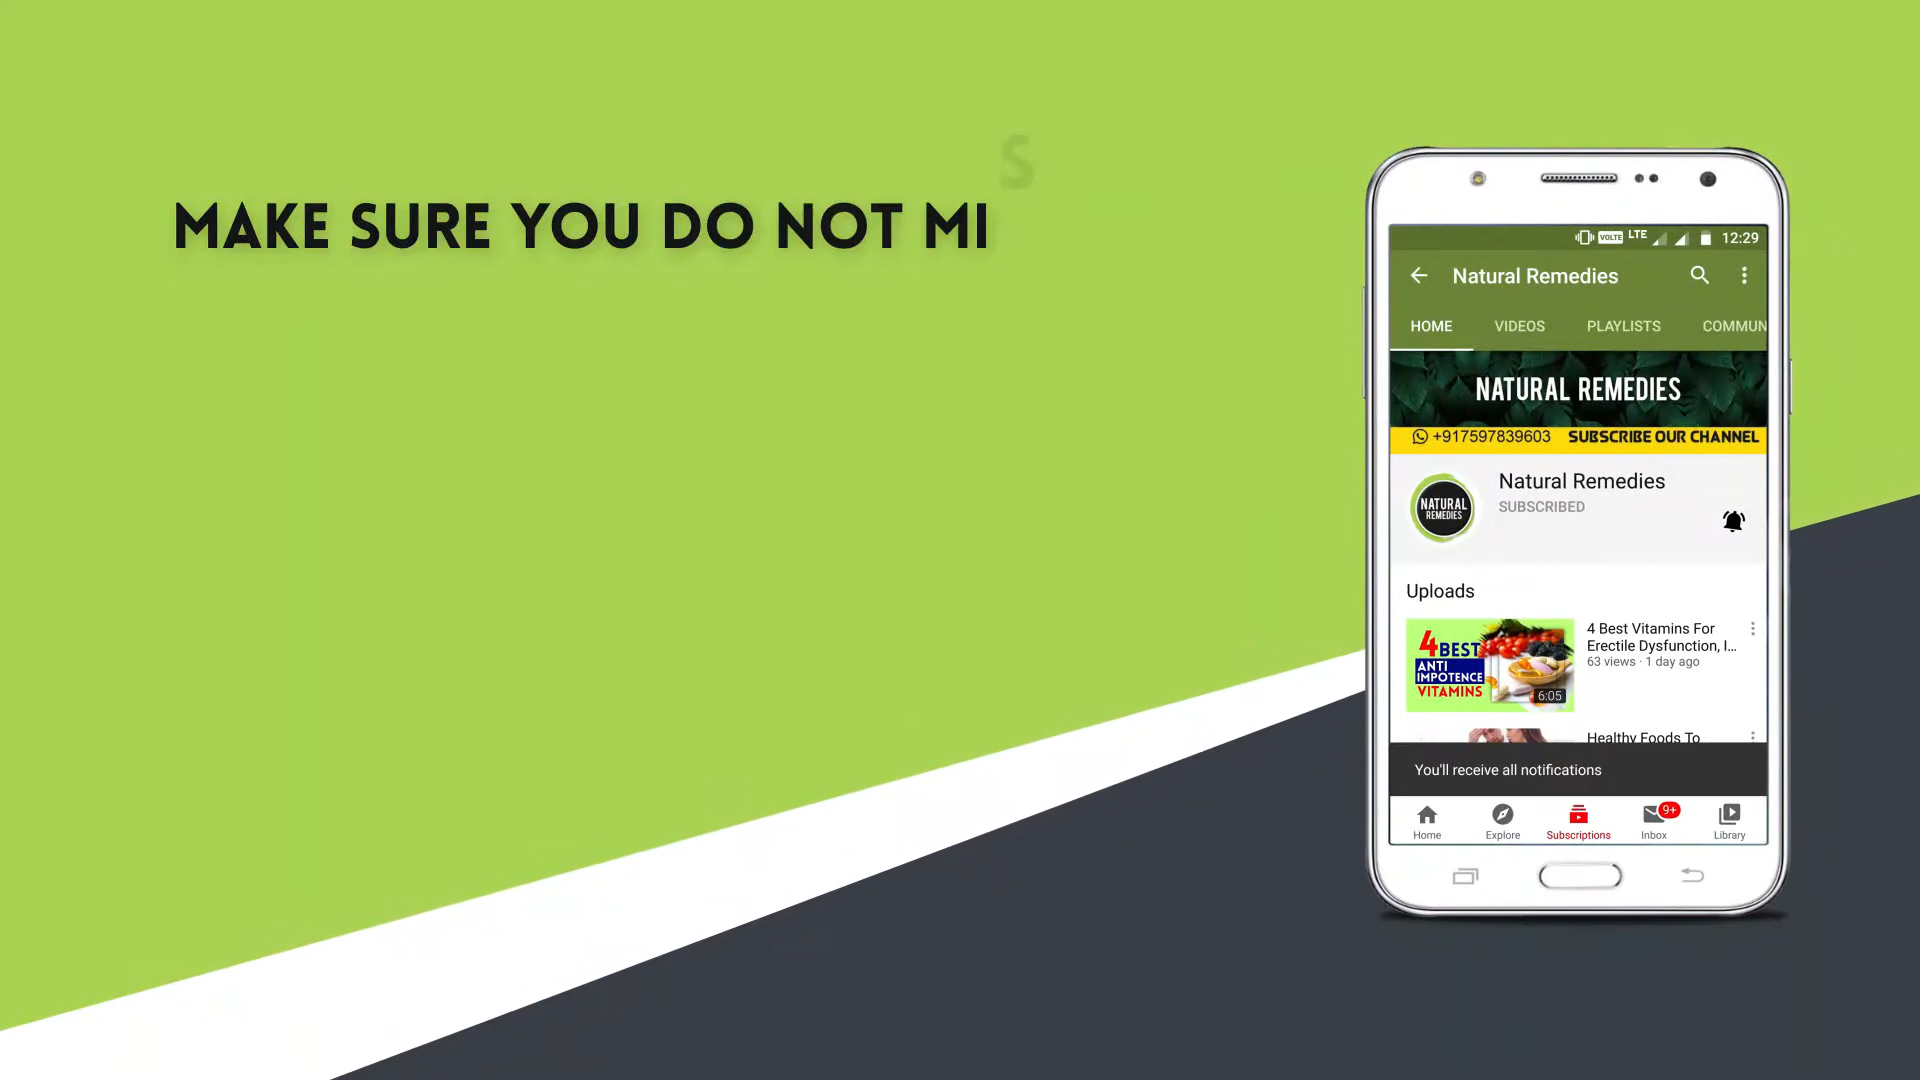 MAKE SURE YOU DO NOT MIS
VOLTE LTE 12:29
Natural Remedies
HOME VIDEOS PLAYLISTS COMMUN
NATURAL REMEDIES
+917597839603 SUBSCRIBE OUR CHANNEL
NATURAL
REMEDIES
Natural Remedies
SUBSCRIBED
Uploads
4 BEST
ANTI
IMPOTENCE
VITAMINS
6:05
4 Best Vitamins For
Erectile Dysfunction, I...
63 views · 1 day ago
Healthy Foods To
You'll receive all notifications
9+
Home Explore Subscriptions Inbox Library